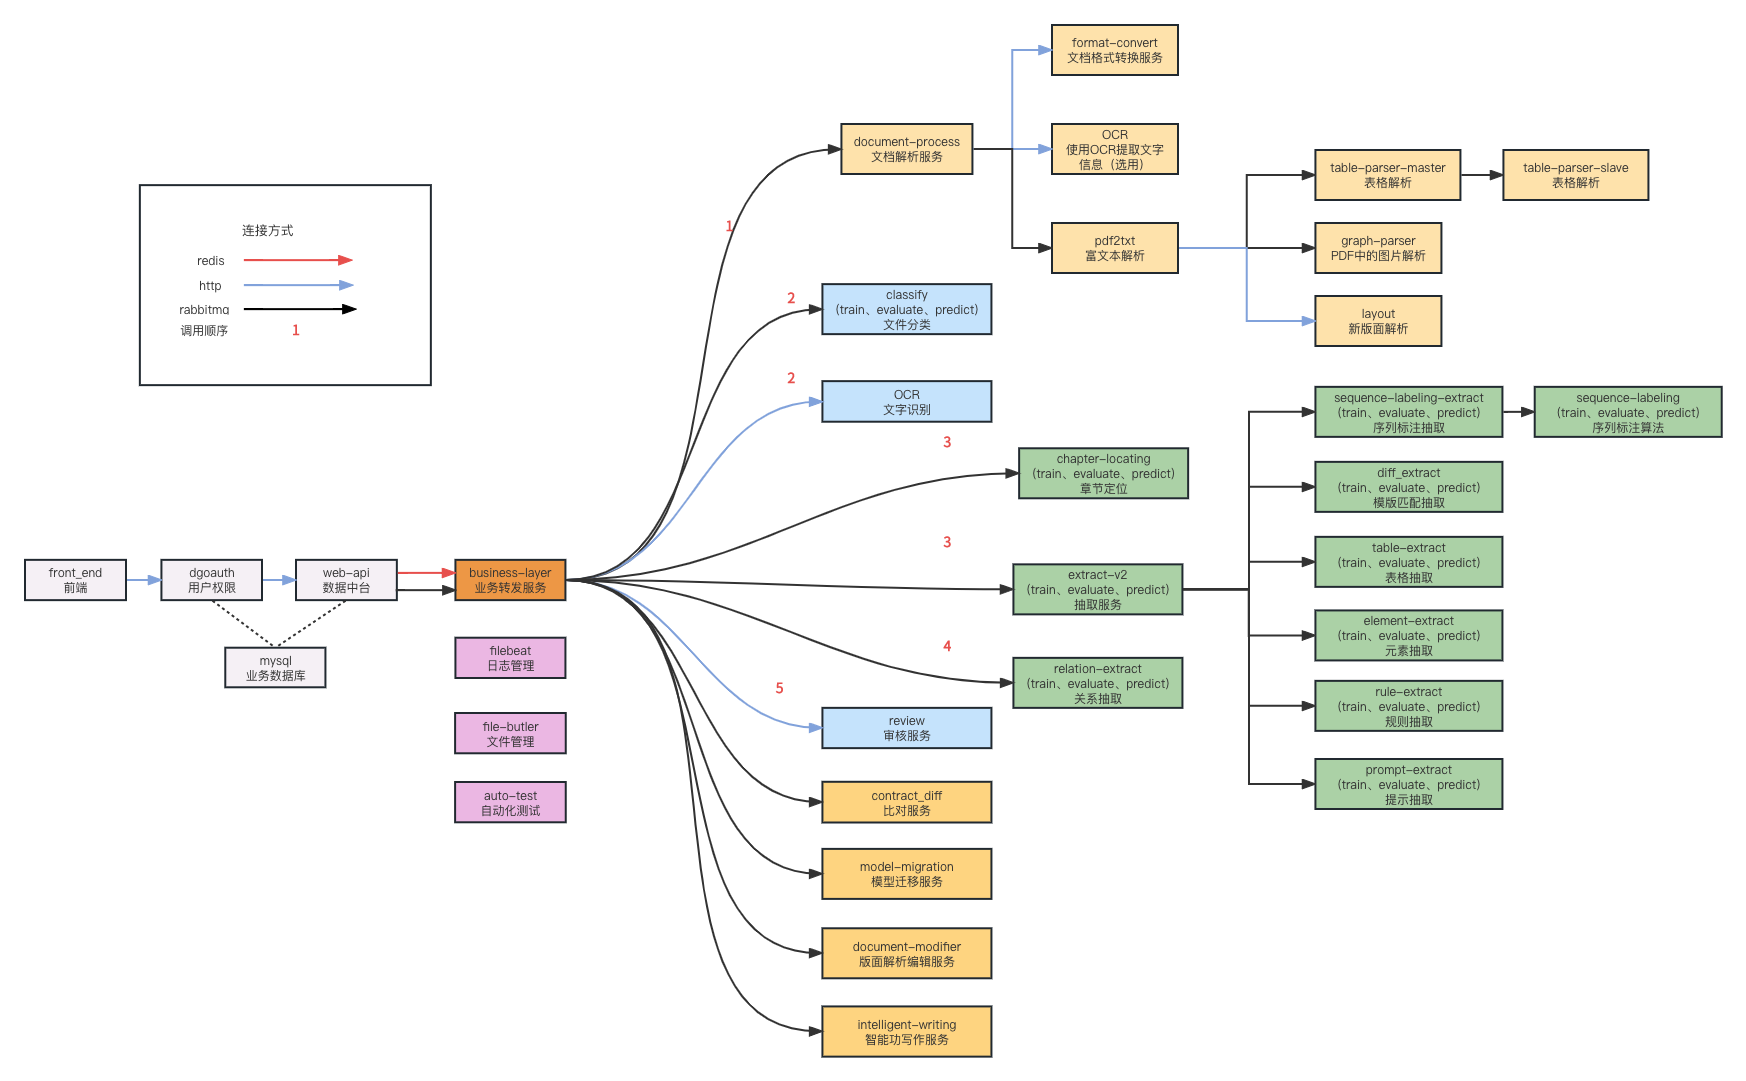 format-convert
文档格式转换服务
document-process
文档解析服务
OCR
使用OCR提取文字
信息（选用）
table-parser-master
表格解析
table-parser-slave
表格解析
pdf2txt
富文本解析
graph-parser
PDF中的图片解析
layout
新版面解析
连接方式
redis
http
rabbitmq
调用顺序
1
1
2
classify
(train、evaluate、predict)
文件分类
2
OCR
文字识别
3
chapter-locating
(train、evaluate、predict)
章节定位
sequence-labeling-extract
(train、evaluate、predict)
序列标注抽取
sequence-labeling
(train、evaluate、predict)
序列标注算法
diff_extract
(train、evaluate、predict)
模版匹配抽取
3
extract-v2
(train、evaluate、predict)
抽取服务
table-extract
(train、evaluate、predict)
表格抽取
element-extract
(train、evaluate、predict)
元素抽取
front_end
前端
dgoauth
用户权限
web-api
数据中台
business-layer
业务转发服务
mysql
业务数据库
filebeat
日志管理
file-butler
文件管理
auto-test
自动化测试
4
relation-extract
(train、evaluate、predict)
关系抽取
rule-extract
(train、evaluate、predict)
规则抽取
5
review
审核服务
prompt-extract
(train、evaluate、predict)
提示抽取
contract_diff
比对服务
model-migration
模型迁移服务
document-modifier
版面解析编辑服务
intelligent-writing
智能功写作服务